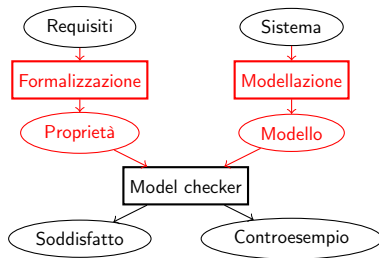 Requisiti
Sistema
Formalizzazione
Modellazione
Proprietà
Modello
Model checker
Soddisfatto
Controesempio